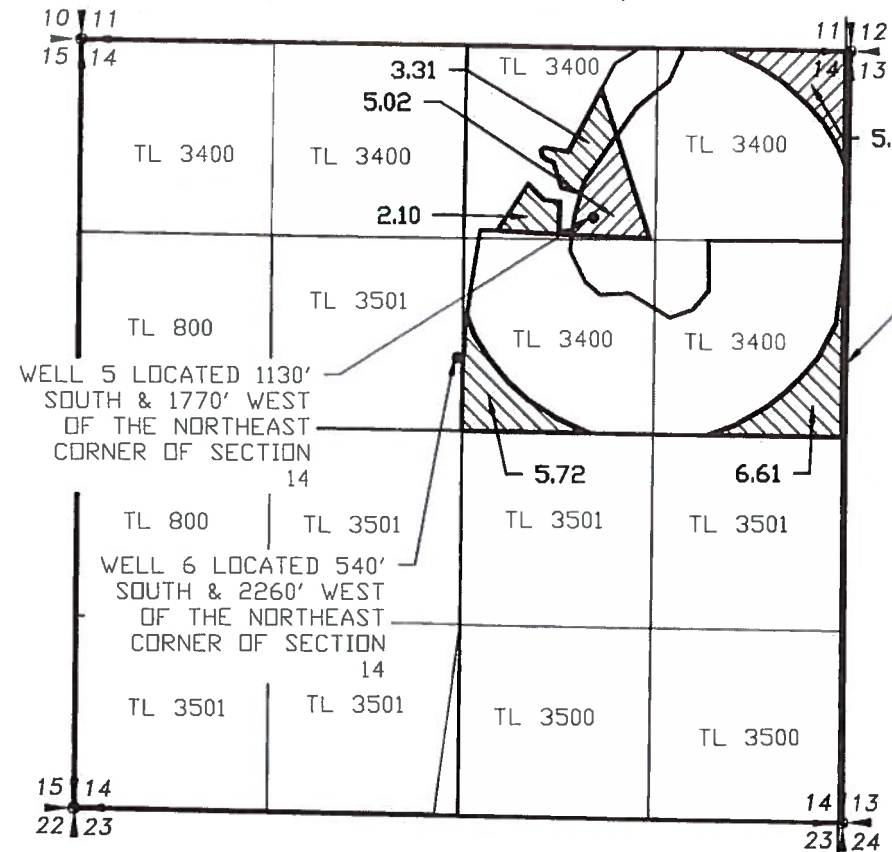 10 11
15 14
11 12
14 13
3.31
TL 3400
5.02
5.
TL 3400
TL 3400
TL 3400
2.10
TL 3501
TL 800
TL 3400
TL 3400
WELL 5 LOCATED 1130'
SOUTH & 1770' WEST
OF THE NORTHEAST
CORNER OF SECTION
14
5.72
6.61
TL 800
TL 3501
TL 3501
TL 3501
WELL 6 LOCATED 540'
SOUTH & 2260' WEST
OF THE NORTHEAST
CORNER OF SECTION
14
TL 3501
TL 3501
TL 3500
TL 3500
15 14
22 23
14 13
23 24